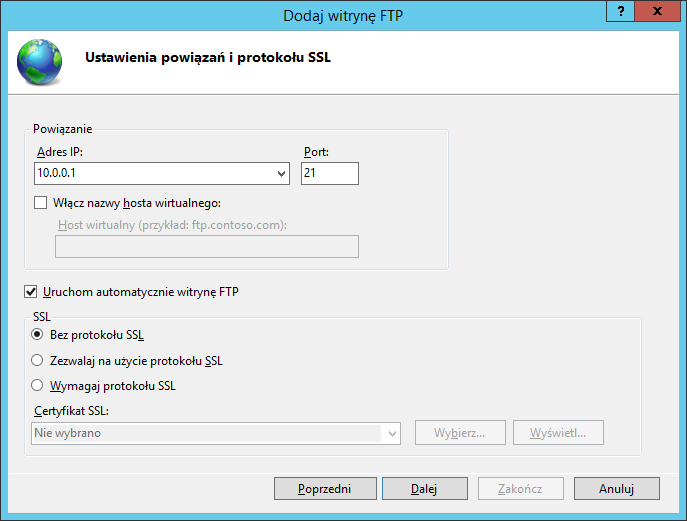 Dodaj witrynę FTP
? x
Ustawienia powiązań i protokołu SSL
Powiązanie
Adres IP: Port:
10.0.0.1 21
Włącz nazwy hosta wirtualnego:
Host wirtualny (przykład: ftp.contoso.com):
Uruchom automatycznie witrynę FTP
SSL
Bez protokołu SSL
Zezwalaj na użycie protokołu SSL
Wymagaj protokołu SSL
Certyfikat SSL:
Nie wybrano Wybierz... Wyświetl...
Poprzedni Dalej Zakończ Anuluj